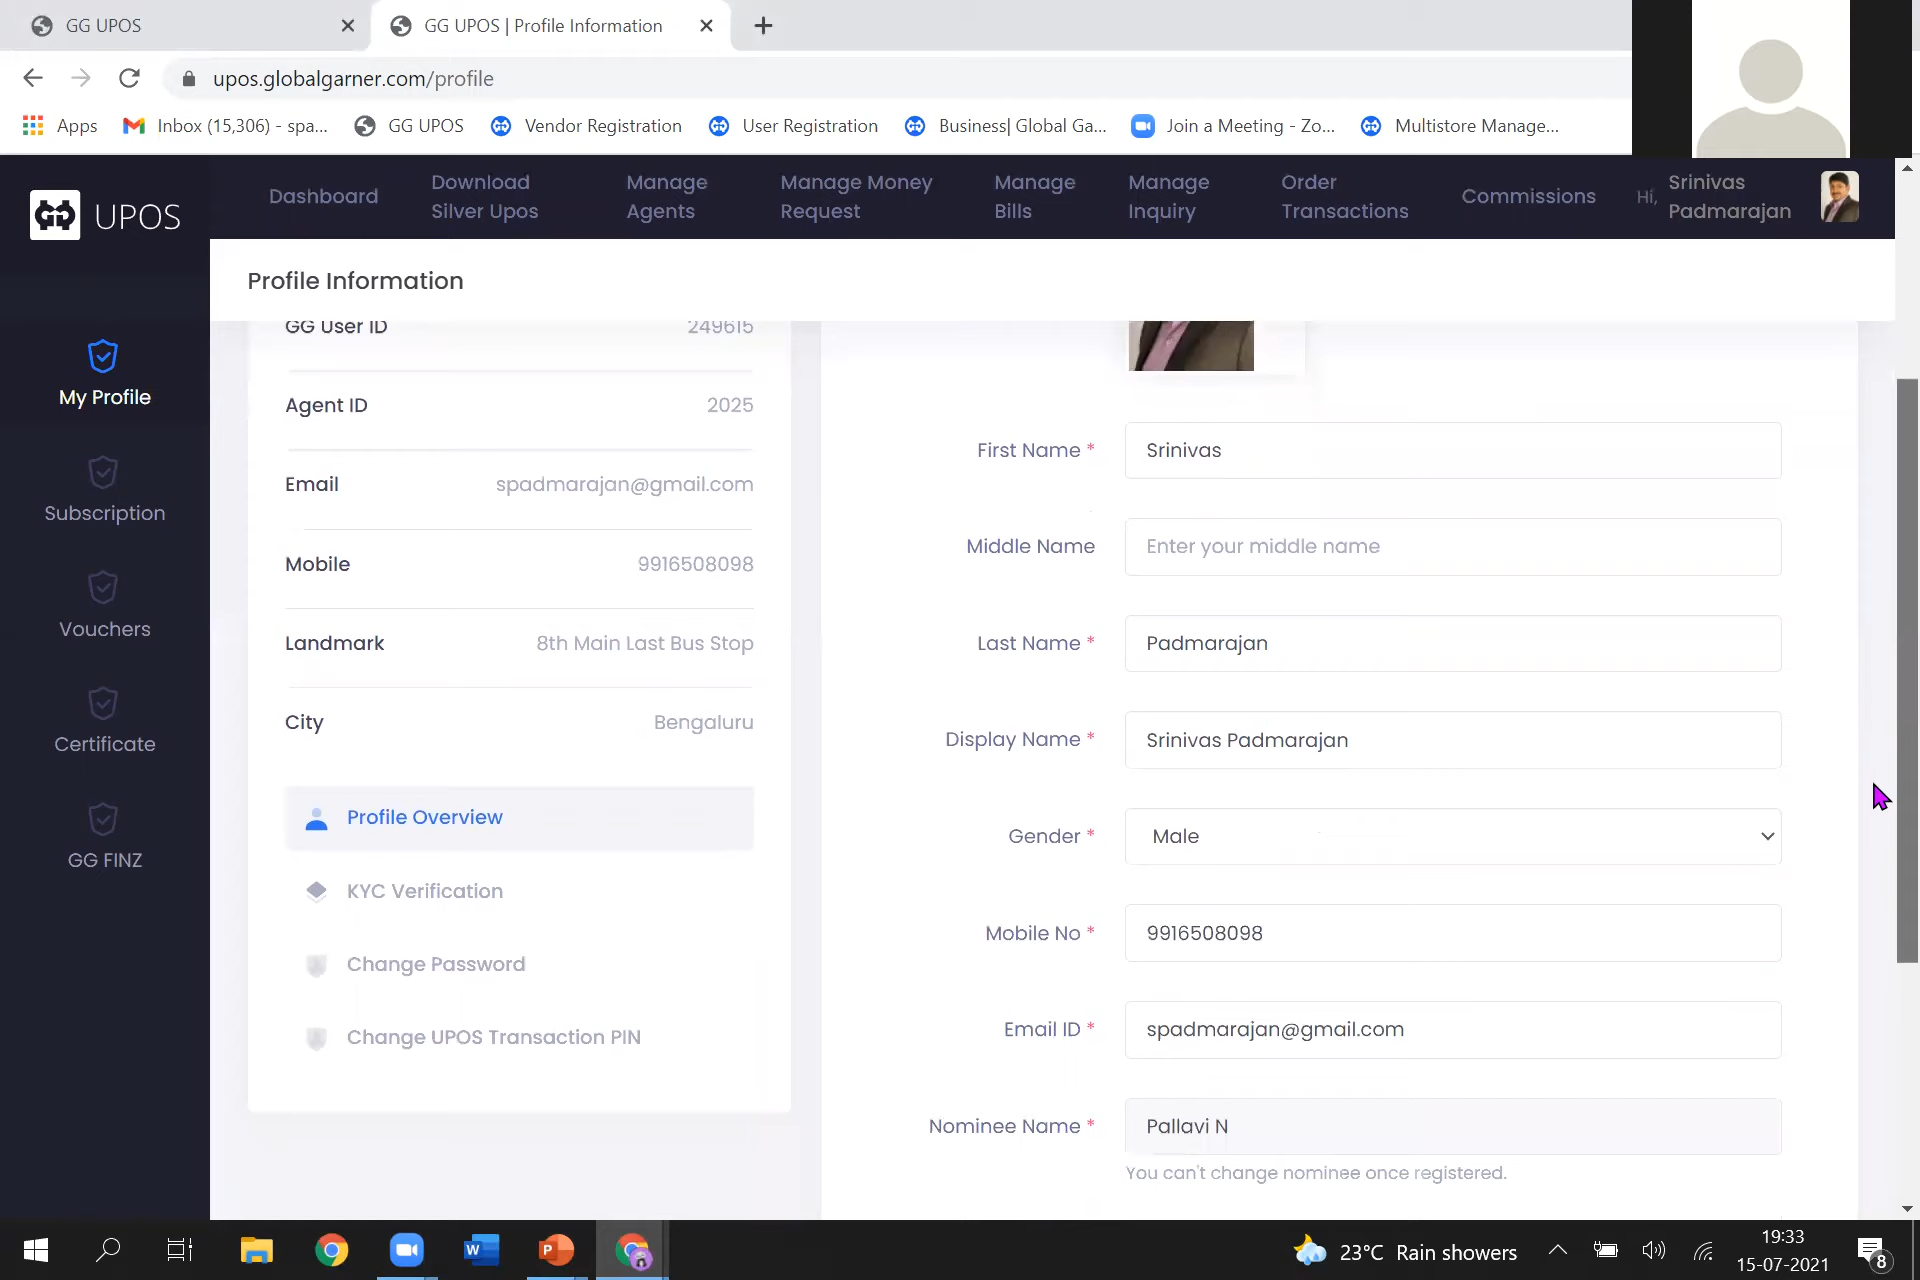 GG UPOS
GG UPOS | Profile Information
upos.globalgarner.com/profile
Apps
Inbox (15,306) - spa...
GG UPOS
Vendor Registration
User Registration
Business| Global Ga...
Join a Meeting - Zo...
Multistore Manage...
UPOS
Dashboard
Download Silver Upos
Manage Agents
Manage Money Request
Manage Bills
Manage Inquiry
Order Transactions
Commissions
Hi, Srinivas Padmarajan
Profile Information
My Profile
Subscription
Vouchers
Certificate
GG FINZ
GG User ID 249615
Agent ID 2025
Email spadmarajan@gmail.com
Mobile 9916508098
Landmark 8th Main Last Bus Stop
City Bengaluru
Profile Overview
KYC Verification
Change Password
Change UPOS Transaction PIN
First Name * Srinivas
Middle Name Enter your middle name
Last Name * Padmarajan
Display Name * Srinivas Padmarajan
Gender * Male
Mobile No * 9916508098
Email ID * spadmarajan@gmail.com
Nominee Name * Pallavi N
You can't change nominee once registered.
23°C Rain showers
19:33
15-07-2021
8